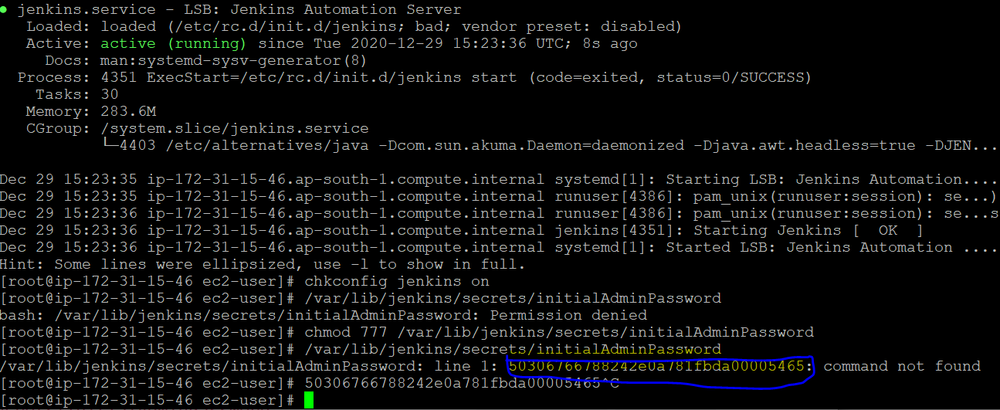 ● jenkins.service - LSB: Jenkins Automation Server
   Loaded: loaded (/etc/rc.d/init.d/jenkins; bad; vendor preset: disabled)
   Active: active (running) since Tue 2020-12-29 15:23:36 UTC; 8s ago
     Docs: man:systemd-sysv-generator(8)
  Process: 4351 ExecStart=/etc/rc.d/init.d/jenkins start (code=exited, status=0/SUCCESS)
    Tasks: 30
   Memory: 283.6M
   CGroup: /system.slice/jenkins.service
           └─4403 /etc/alternatives/java -Dcom.sun.akuma.Daemon=daemonized -Djava.awt.headless=true -DJEN...
Dec 29 15:23:35 ip-172-31-15-46.ap-south-1.compute.internal systemd[1]: Starting LSB: Jenkins Automation....
Dec 29 15:23:35 ip-172-31-15-46.ap-south-1.compute.internal runuser[4386]: pam_unix(runuser:session): se...)
Dec 29 15:23:36 ip-172-31-15-46.ap-south-1.compute.internal runuser[4386]: pam_unix(runuser:session): se...s
Dec 29 15:23:36 ip-172-31-15-46.ap-south-1.compute.internal jenkins[4351]: Starting Jenkins [  OK  ]
Dec 29 15:23:36 ip-172-31-15-46.ap-south-1.compute.internal systemd[1]: Started LSB: Jenkins Automation ....
Hint: Some lines were ellipsized, use -l to show in full.
[root@ip-172-31-15-46 ec2-user]# chkconfig jenkins on
[root@ip-172-31-15-46 ec2-user]# /var/lib/jenkins/secrets/initialAdminPassword
bash: /var/lib/jenkins/secrets/initialAdminPassword: Permission denied
[root@ip-172-31-15-46 ec2-user]# chmod 777 /var/lib/jenkins/secrets/initialAdminPassword
[root@ip-172-31-15-46 ec2-user]# /var/lib/jenkins/secrets/initialAdminPassword
/var/lib/jenkins/secrets/initialAdminPassword: line 1: 50306766788242e0a781fbda00005465: command not found
[root@ip-172-31-15-46 ec2-user]# 50306766788242e0a781fbda00005465^C
[root@ip-172-31-15-46 ec2-user]#